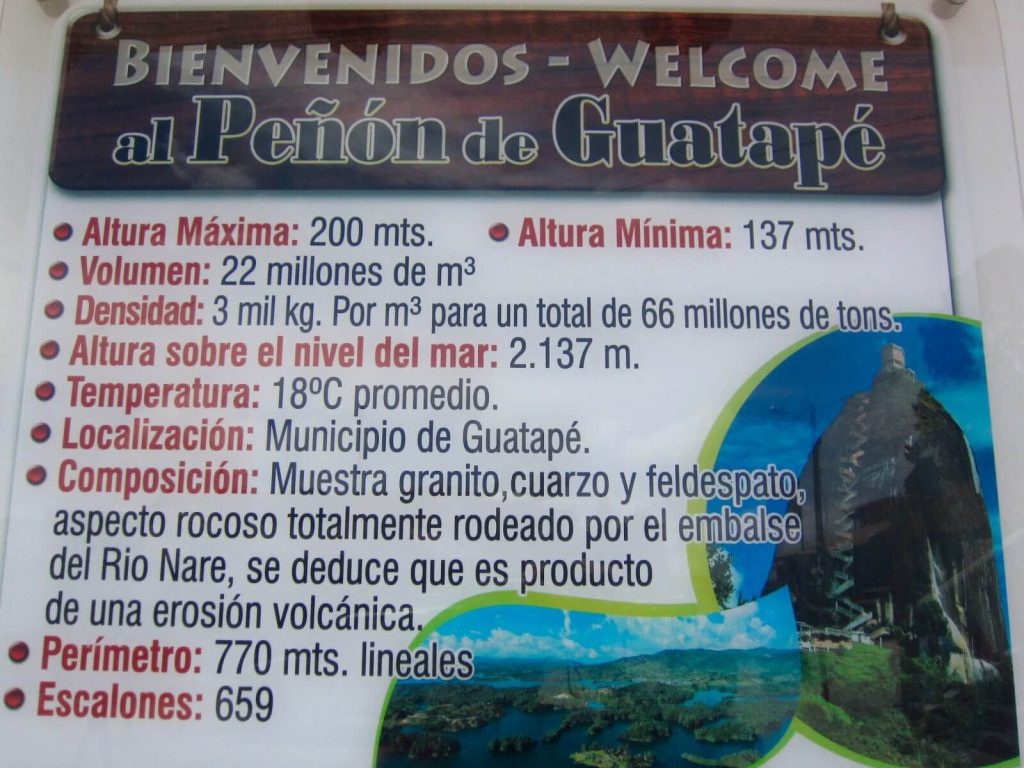 BIENVENIDOS - WELCOME
al Peñón de Guatapé
• Altura Máxima: 200 mts. • Altura Mínima: 137 mts.
• Volumen: 22 millones de m³
• Densidad: 3 mil kg. Por m³ para un total de 66 millones de tons.
• Altura sobre el nivel del mar: 2.137 m.
• Temperatura: 18ºC promedio.
• Localización: Municipio de Guatapé.
• Composición: Muestra granito,cuarzo y feldespato,
aspecto rocoso totalmente rodeado por el embalse
del Rio Nare, se deduce que es producto
de una erosión volcánica.
• Perímetro: 770 mts. lineales
• Escalones: 659